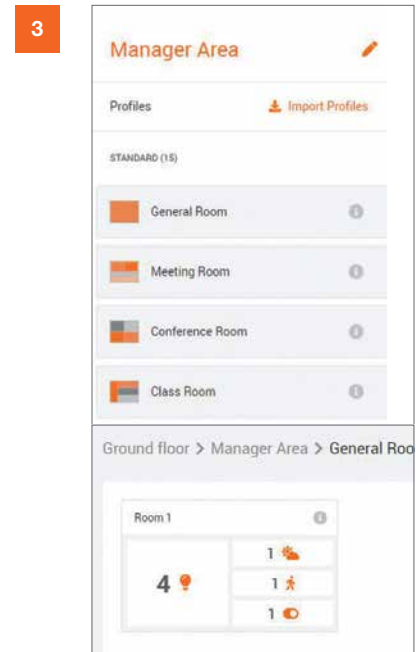 3
Manager Area
Profiles Import Profiles
STANDARD (15)
General Room
Meeting Room
Conference Room
Class Room
Ground floor > Manager Area > General Roo
Room 1
4 1
1
1